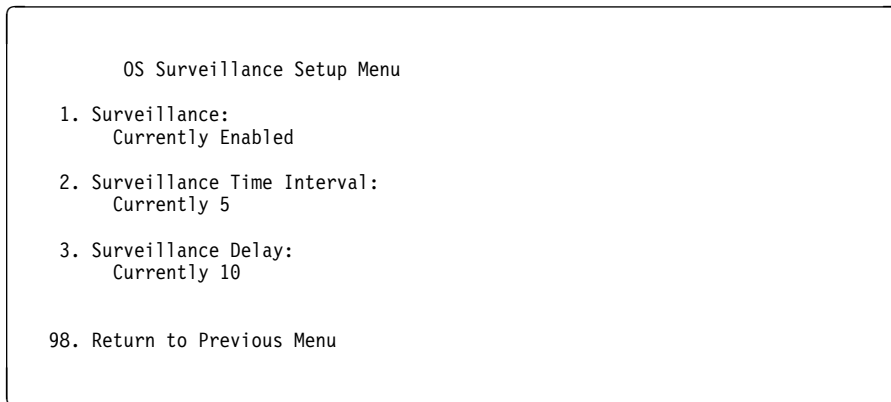 OS Surveillance Setup Menu
1. Surveillance:
Currently Enabled
2. Surveillance Time Interval:
Currently 5
3. Surveillance Delay:
Currently 10
98. Return to Previous Menu